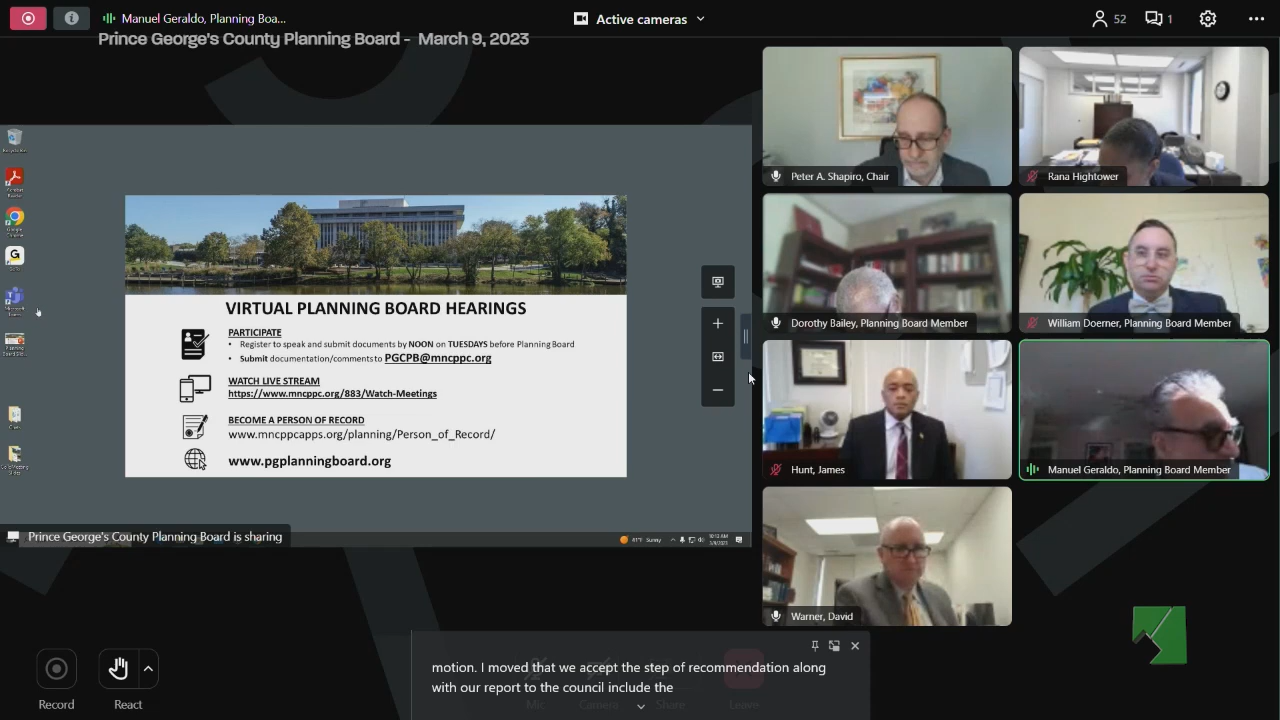 Manuel Geraldo, Planning Boa...
Active cameras
52
1
Prince George's County Planning Board - March 9, 2023
VIRTUAL PLANNING BOARD HEARINGS
PARTICIPATE
• Register to speak and submit documents by NOON on TUESDAYS before Planning Board
• Submit documentation/comments to PGCPB@mncppc.org
WATCH LIVE STREAM
https://www.mncppc.org/883/Watch-Meetings
BECOME A PERSON OF RECORD
www.mncppcapps.org/planning/Person_of_Record/
www.pgplanningboard.org
Prince George's County Planning Board is sharing
41°F Sunny
Peter A. Shapiro, Chair
Rana Hightower
Dorothy Bailey, Planning Board Member
William Doerner, Planning Board Member
Hunt, James
Manuel Geraldo, Planning Board Member
Warner, David
motion. I moved that we accept the step of recommendation along
with our report to the council include the
Record
React
Mic
Camera
Share
Leave